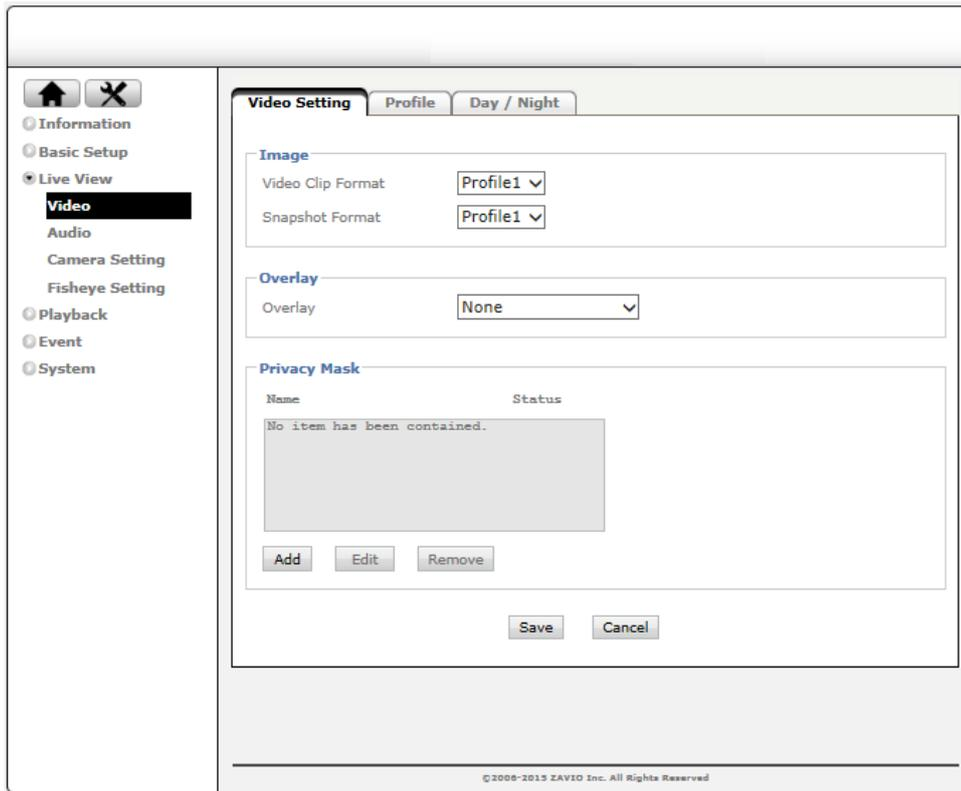 Information
Basic Setup
Live View
Video
Audio
Camera Setting
Fisheye Setting
Playback
Event
System
Video Setting
Profile
Day / Night
Image
Video Clip Format Profile1
Snapshot Format Profile1
Overlay
Overlay None
Privacy Mask
Name Status
No item has been contained.
Add Edit Remove
Save Cancel
©2006-2015 ZAVIO Inc. All Rights Reserved